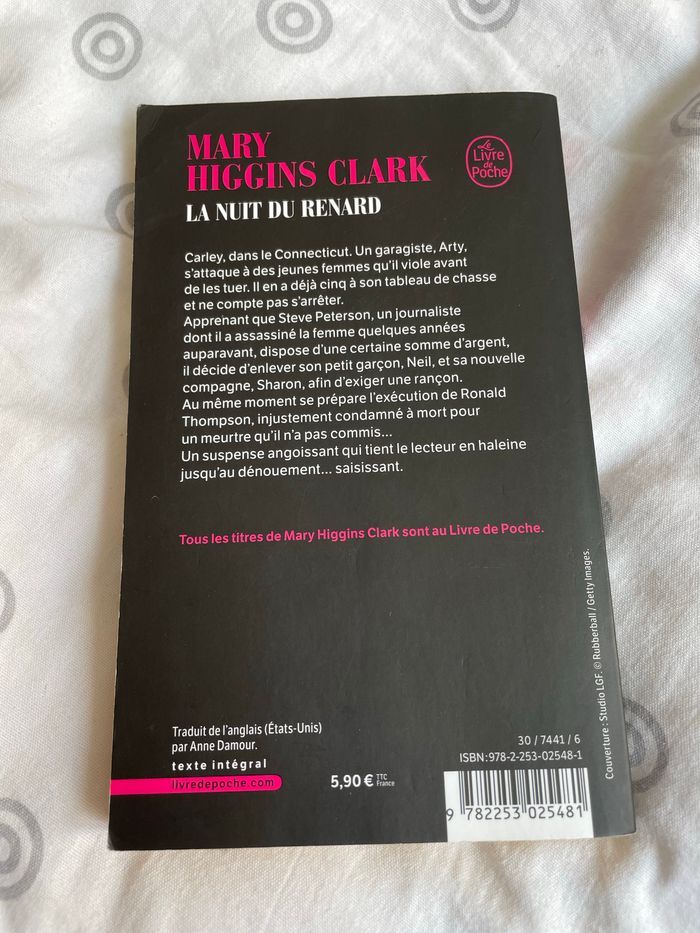 MARY
HIGGINS CLARK
LA NUIT DU RENARD
Le
Livre
de
Poche
Carley, dans le Connecticut. Un garagiste, Arty,
s'attaque à des jeunes femmes qu'il viole avant
de les tuer. Il en a déjà cinq à son tableau de chasse
et ne compte pas s'arrêter.
Apprenant que Steve Peterson, un journaliste
dont il a assassiné la femme quelques années
auparavant, dispose d'une certaine somme d'argent,
il décide d'enlever son petit garçon, Neil, et sa nouvelle
compagne, Sharon, afin d'exiger une rançon.
Au même moment se prépare l'exécution de Ronald
Thompson, injustement condamné à mort pour
un meurtre qu'il n'a pas commis...
Un suspense angoissant qui tient le lecteur en haleine
jusqu'au dénouement... saisissant.
Tous les titres de Mary Higgins Clark sont au Livre de Poche.
Couverture : Studio LGF. © Rubberball / Getty Images.
Traduit de l'anglais (États-Unis)
par Anne Damour.
texte intégral
livredepoche.com
5,90 € TTC
France
30 / 7441 / 6
ISBN : 978-2-253-02548-1
9 782253 025481